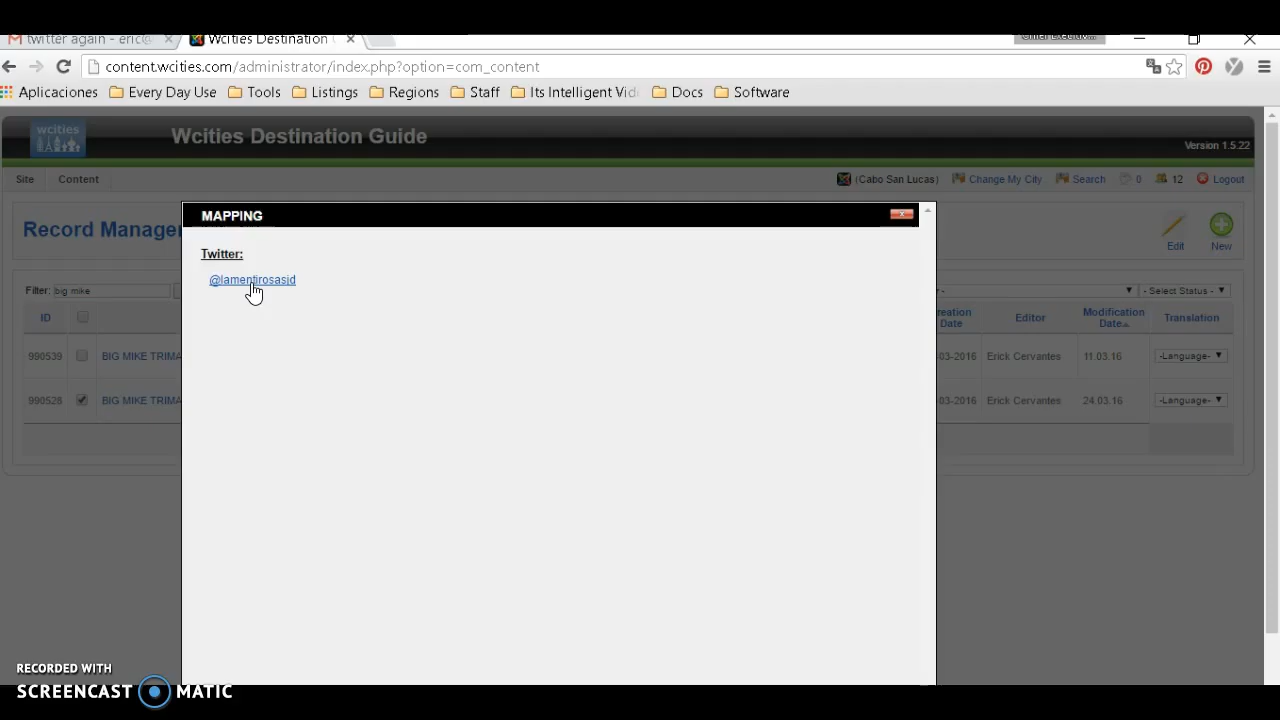 twitter again - eric@
Wcities Destination
content.wcities.com/administrator/index.php?option=com_content
Aplicaciones Every Day Use Tools Listings Regions Staff Its Intelligent Vid Docs Software
wcities
Wcities Destination Guide
Version 1.5.22
Site Content (Cabo San Lucas) Change My City Search 0 12 Logout
MAPPING
x
Record Manager
Edit New
Twitter:
@lamentirosasjd
Filter: big mike - Select Status -
ID Date Editor Modification Date Translation
990539 BIG MIKE TRIMA 03-2016 Erick Cervantes 11.03.16 -Language-
990528 BIG MIKE TRIMA 03-2016 Erick Cervantes 24.03.16 -Language-
RECORDED WITH
SCREENCAST MATIC